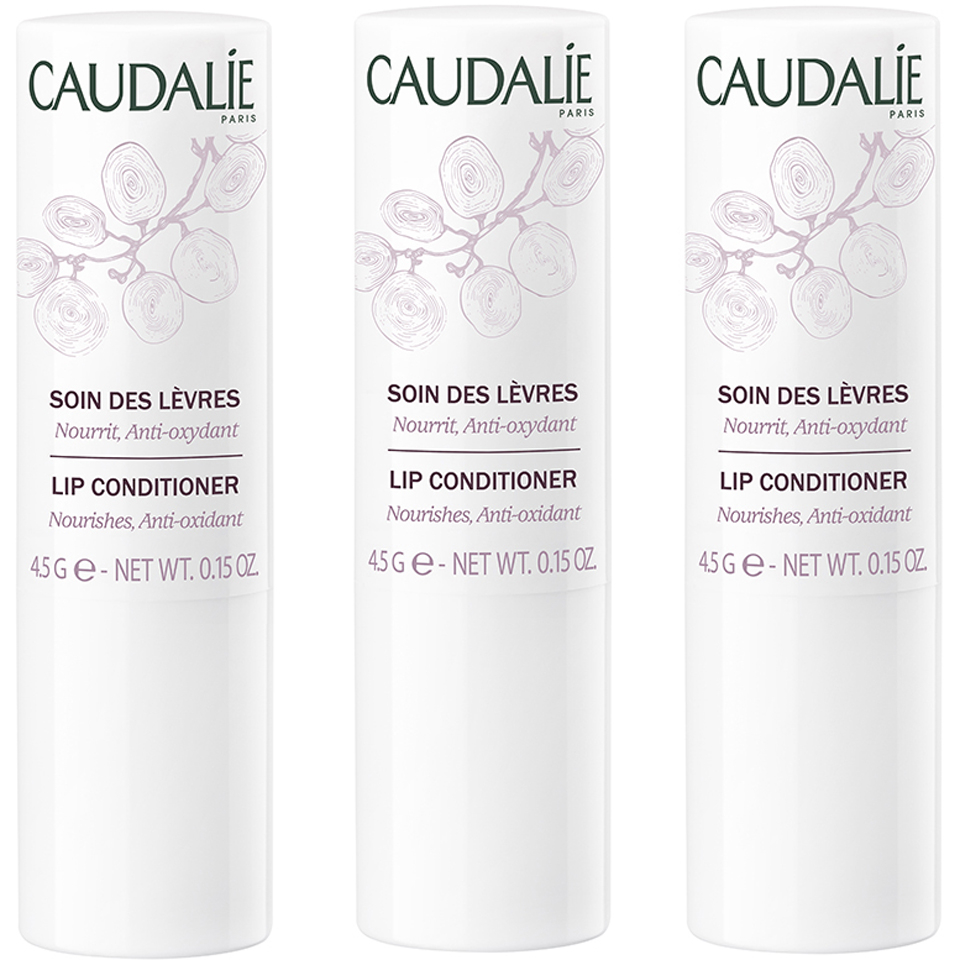 CAUDALÍE
PARIS
SOIN DES LÈVRES
Nourrit, Anti-oxydant
LIP CONDITIONER
Nourishes, Anti-oxidant
4.5 G ℮ - NET WT. 0.15 OZ.
CAUDALÍE
PARIS
SOIN DES LÈVRES
Nourrit, Anti-oxydant
LIP CONDITIONER
Nourishes, Anti-oxidant
4.5 G ℮ - NET WT. 0.15 OZ.
CAUDALÍE
PARIS
SOIN DES LÈVRES
Nourrit, Anti-oxydant
LIP CONDITIONER
Nourishes, Anti-oxidant
4.5 G ℮ - NET WT. 0.15 OZ.